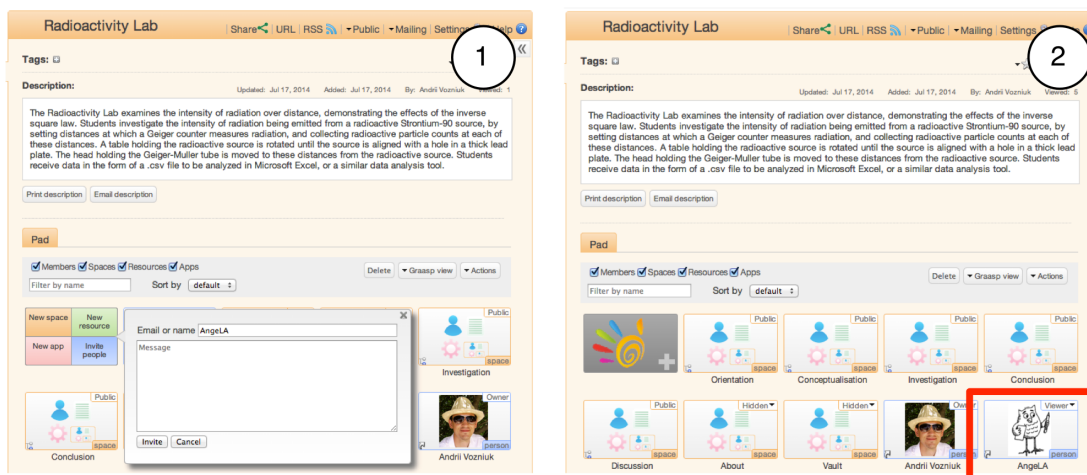 Radioactivity Lab
Share | URL | RSS | Public | Mailing | Settings
1
Tags:
Description:
Updated: Jul 17, 2014 Added: Jul 17, 2014 By: Andrii Vozniuk Viewed: 1
The Radioactivity Lab examines the intensity of radiation over distance, demonstrating the effects of the inverse
square law. Students investigate the intensity of radiation being emitted from a radioactive Strontium-90 source, by
setting distances at which a Geiger counter measures radiation, and collecting radioactive particle counts at each of
these distances. A table holding the radioactive source is rotated until the source is aligned with a hole in a thick lead
plate. The head holding the Geiger-Muller tube is moved to these distances from the radioactive source. Students
receive data in the form of a .csv file to be analyzed in Microsoft Excel, or a similar data analysis tool.
Print description Email description
Pad
Members Spaces Resources Apps
Delete Graasp view Actions
Filter by name Sort by default
New space New resource
New app Invite people
Email or name AngeLA
Message
Invite Cancel
Public
space
Investigation
Public
space
Conclusion
Owner
person
Andrii Vozniuk
Radioactivity Lab
Share | URL | RSS | Public | Mailing | Settings
2
Tags:
Description:
Updated: Jul 17, 2014 Added: Jul 17, 2014 By: Andrii Vozniuk Viewed: 5
The Radioactivity Lab examines the intensity of radiation over distance, demonstrating the effects of the inverse
square law. Students investigate the intensity of radiation being emitted from a radioactive Strontium-90 source, by
setting distances at which a Geiger counter measures radiation, and collecting radioactive particle counts at each of
these distances. A table holding the radioactive source is rotated until the source is aligned with a hole in a thick lead
plate. The head holding the Geiger-Muller tube is moved to these distances from the radioactive source. Students
receive data in the form of a .csv file to be analyzed in Microsoft Excel, or a similar data analysis tool.
Print description Email description
Pad
Members Spaces Resources Apps
Delete Graasp view Actions
Filter by name Sort by default
Public Public Public Public
space space space space
Orientation Conceptualisation Investigation Conclusion
Public Hidden Hidden Owner Viewer
space space space person person
Discussion About Vault Andrii Vozniuk AngeLA